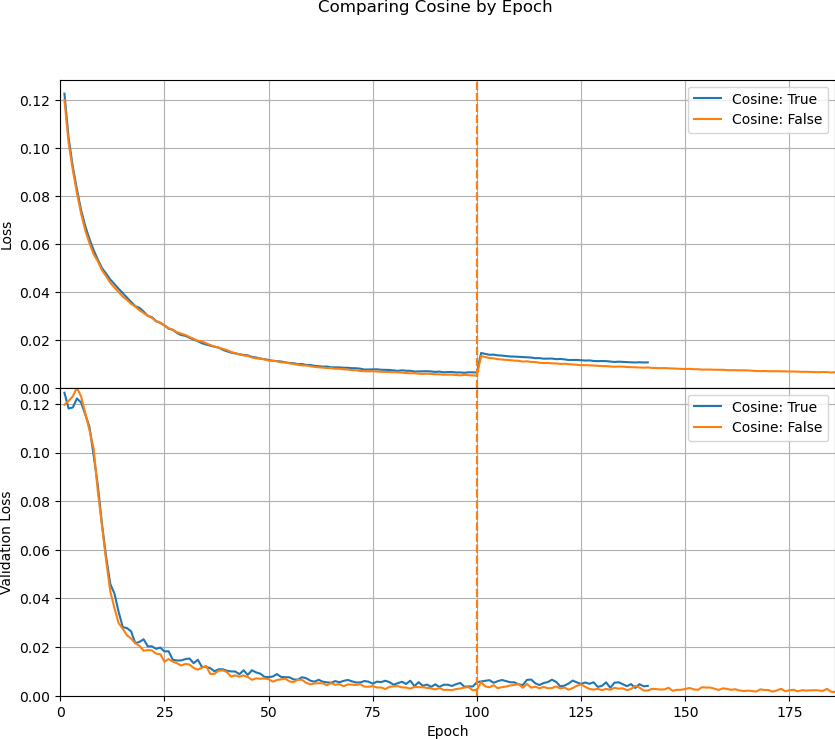 Comparing Cosine by Epoch
Cosine: True
Cosine: False
0.12
0.10
0.08
0.06
0.04
0.02
0.00
Loss
Cosine: True
Cosine: False
0.12
0.10
0.08
0.06
0.04
0.02
0.00
Validation Loss
0 25 50 75 100 125 150 175
Epoch